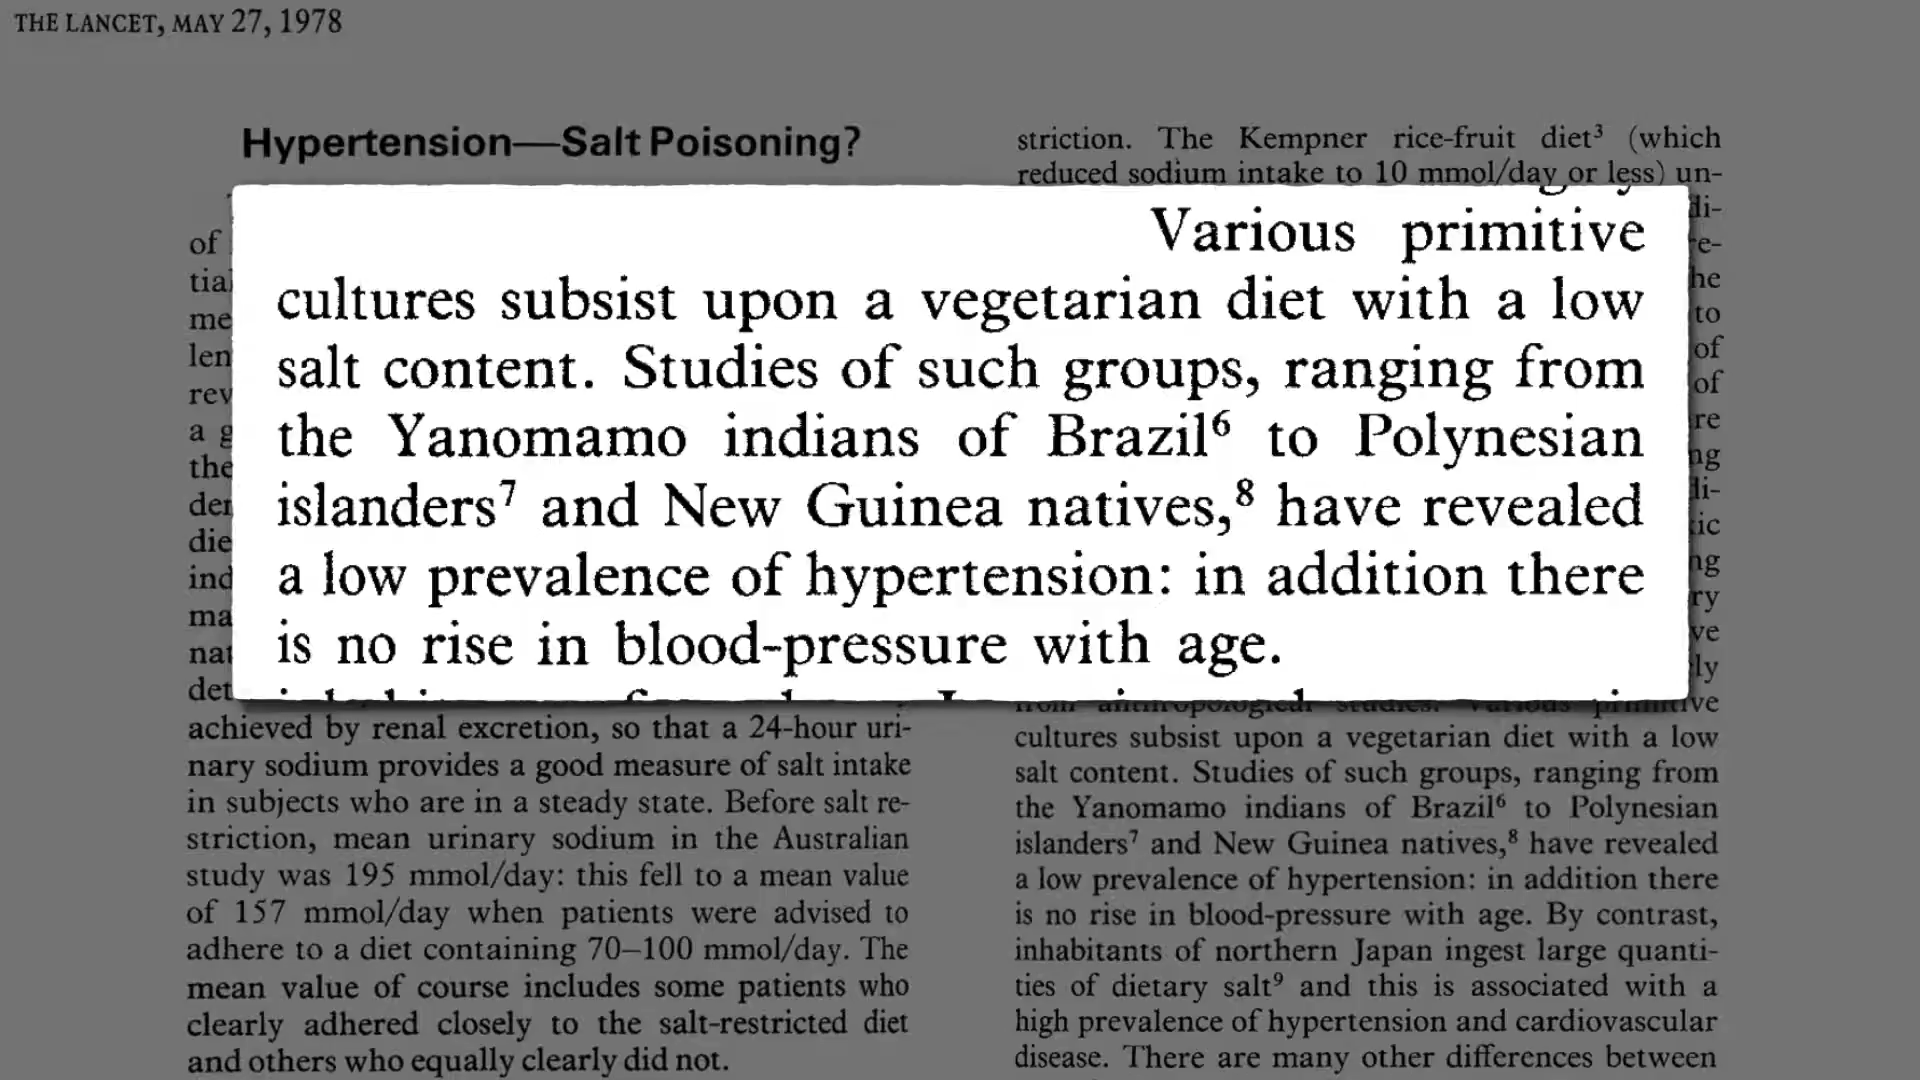 THE LANCET, MAY 27, 1978
Hypertension—Salt Poisoning?
of
me
the
achieved by renal excretion, so that a 24-hour uri-
nary sodium provides a good measure of salt intake
in subjects who are in a steady state. Before salt re-
striction, mean urinary sodium in the Australian
study was 195 mmol/day: this fell to a mean value
of 157 mmol/day when patients were advised to
adhere to a diet containing 70–100 mmol/day. The
mean value of course includes some patients who
clearly adhered closely to the salt-restricted diet
and others who equally clearly did not.
striction. The Kempner rice-fruit diet³ (which
reduced sodium intake to 10 mmol/day or less) un-
Various primitive
cultures subsist upon a vegetarian diet with a low
salt content. Studies of such groups, ranging from
the Yanomamo indians of Brazil⁶ to Polynesian
islanders⁷ and New Guinea natives,⁸ have revealed
a low prevalence of hypertension: in addition there
is no rise in blood-pressure with age.
to
of
of
from anthropological studies. Various primitive
cultures subsist upon a vegetarian diet with a low
salt content. Studies of such groups, ranging from
the Yanomamo indians of Brazil⁶ to Polynesian
islanders⁷ and New Guinea natives,⁸ have revealed
a low prevalence of hypertension: in addition there
is no rise in blood-pressure with age. By contrast,
inhabitants of northern Japan ingest large quanti-
ties of dietary salt⁹ and this is associated with a
high prevalence of hypertension and cardiovascular
disease. There are many other differences between